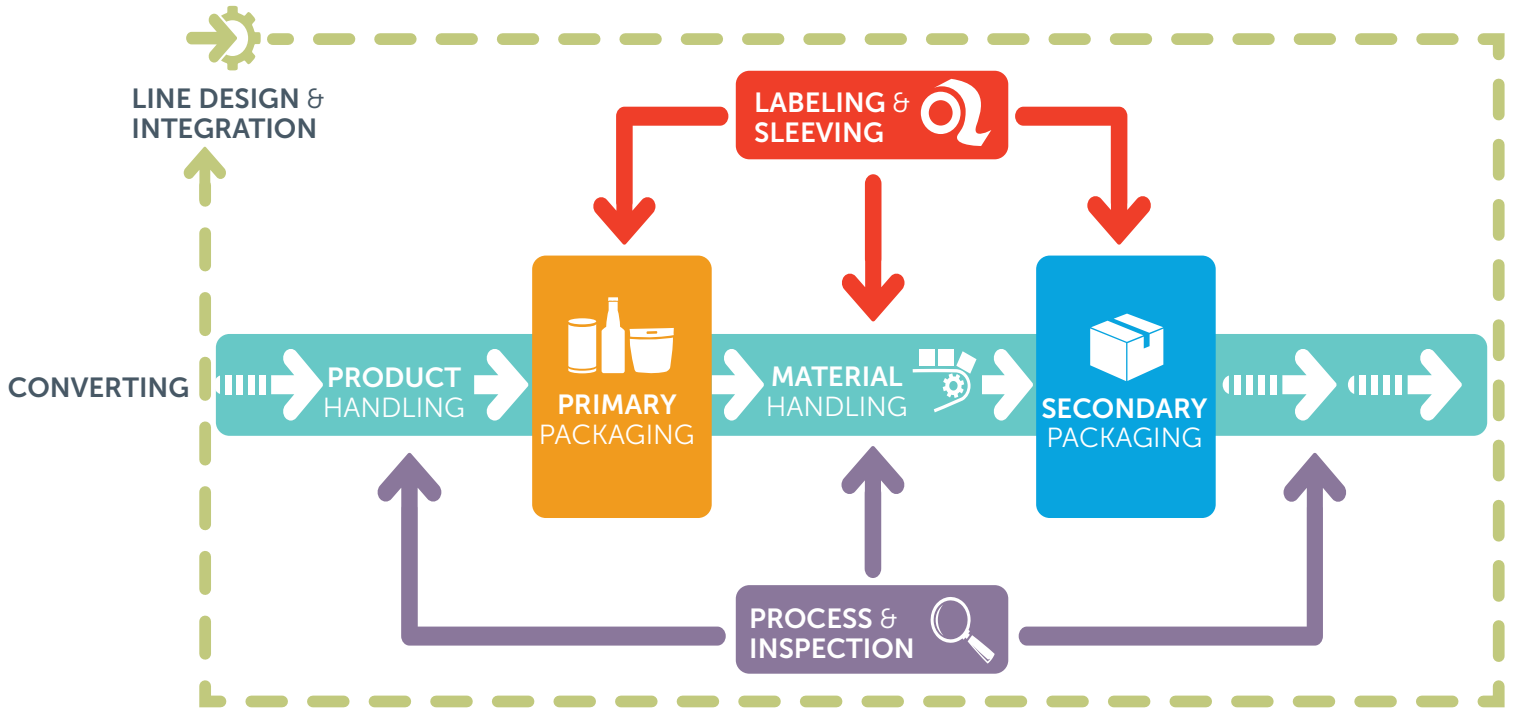 LINE DESIGN &
INTEGRATION
LABELING &
SLEEVING
CONVERTING
PRODUCT
HANDLING
PRIMARY
PACKAGING
MATERIAL
HANDLING
SECONDARY
PACKAGING
PROCESS &
INSPECTION